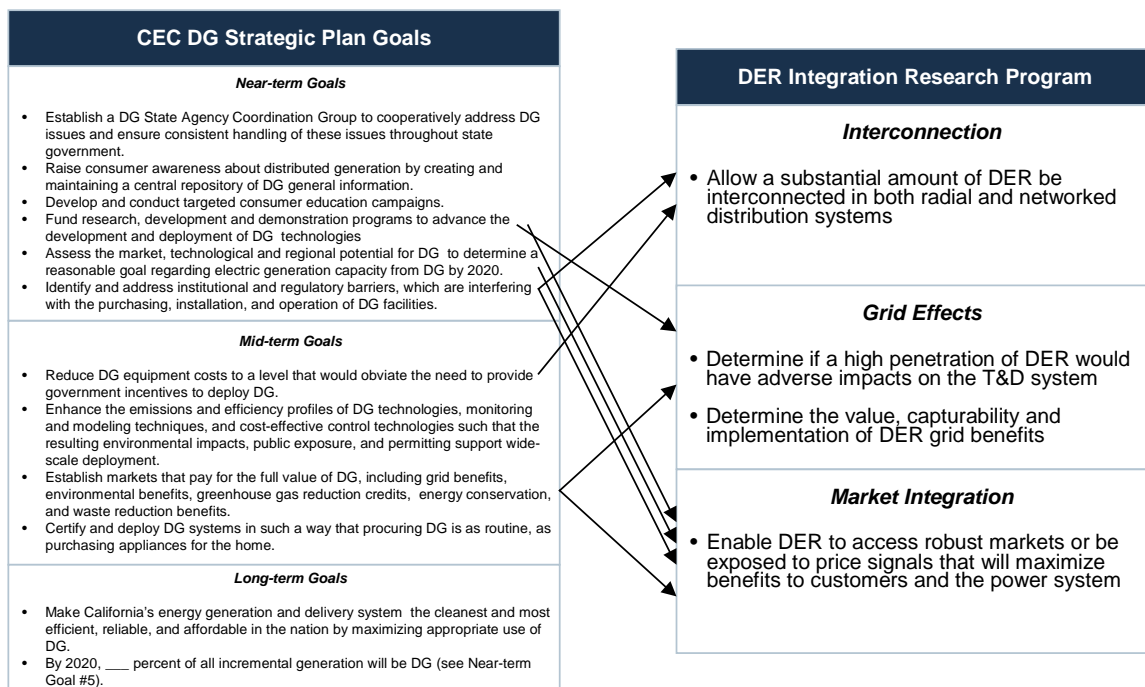 CEC DG Strategic Plan Goals
Near-term Goals
• Establish a DG State Agency Coordination Group to cooperatively address DG
issues and ensure consistent handling of these issues throughout state
government.
• Raise consumer awareness about distributed generation by creating and
maintaining a central repository of DG general information.
• Develop and conduct targeted consumer education campaigns.
• Fund research, development and demonstration programs to advance the
development and deployment of DG technologies
• Assess the market, technological and regional potential for DG to determine a
reasonable goal regarding electric generation capacity from DG by 2020.
• Identify and address institutional and regulatory barriers, which are interfering
with the purchasing, installation, and operation of DG facilities.
Mid-term Goals
• Reduce DG equipment costs to a level that would obviate the need to provide
government incentives to deploy DG.
• Enhance the emissions and efficiency profiles of DG technologies, monitoring
and modeling techniques, and cost-effective control technologies such that the
resulting environmental impacts, public exposure, and permitting support wide-
scale deployment.
• Establish markets that pay for the full value of DG, including grid benefits,
environmental benefits, greenhouse gas reduction credits, energy conservation,
and waste reduction benefits.
• Certify and deploy DG systems in such a way that procuring DG is as routine, as
purchasing appliances for the home.
Long-term Goals
• Make California's energy generation and delivery system the cleanest and most
efficient, reliable, and affordable in the nation by maximizing appropriate use of
DG.
• By 2020, ___ percent of all incremental generation will be DG (see Near-term
Goal #5).
DER Integration Research Program
Interconnection
• Allow a substantial amount of DER be
interconnected in both radial and networked
distribution systems
Grid Effects
• Determine if a high penetration of DER would
have adverse impacts on the T&D system
• Determine the value, capturability and
implementation of DER grid benefits
Market Integration
• Enable DER to access robust markets or be
exposed to price signals that will maximize
benefits to customers and the power system